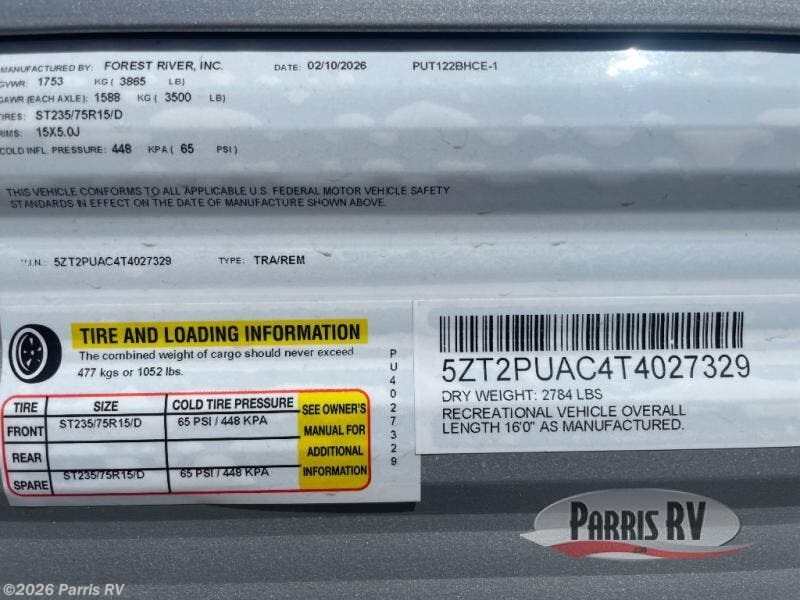 MANUFACTURED BY: FOREST RIVER, INC. DATE: 02/10/2026 PUT122BHCE-1
GVWR: 1753 KG ( 3865 LB)
GAWR (EACH AXLE): 1588 KG ( 3500 LB)
TIRES: ST235/75R15/D
RIMS: 15X5.0J
COLD INFL. PRESSURE: 448 KPA ( 65 PSI)
THIS VEHICLE CONFORMS TO ALL APPLICABLE U.S. FEDERAL MOTOR VEHICLE SAFETY
STANDARDS IN EFFECT ON THE DATE OF MANUFACTURE SHOWN ABOVE.
V.I.N.: 5ZT2PUAC4T4027329 TYPE: TRA/REM
TIRE AND LOADING INFORMATION
The combined weight of cargo should never exceed
477 kgs or 1052 lbs.
TIRE SIZE COLD TIRE PRESSURE
FRONT ST235/75R15/D 65 PSI / 448 KPA
REAR
SPARE ST235/75R15/D 65 PSI / 448 KPA
SEE OWNER'S
MANUAL FOR
ADDITIONAL
INFORMATION
PU4027329
5ZT2PUAC4T4027329
DRY WEIGHT: 2784 LBS
RECREATIONAL VEHICLE OVERALL
LENGTH 16'0" AS MANUFACTURED.
PARRIS RV
.com
©2026 Parris RV